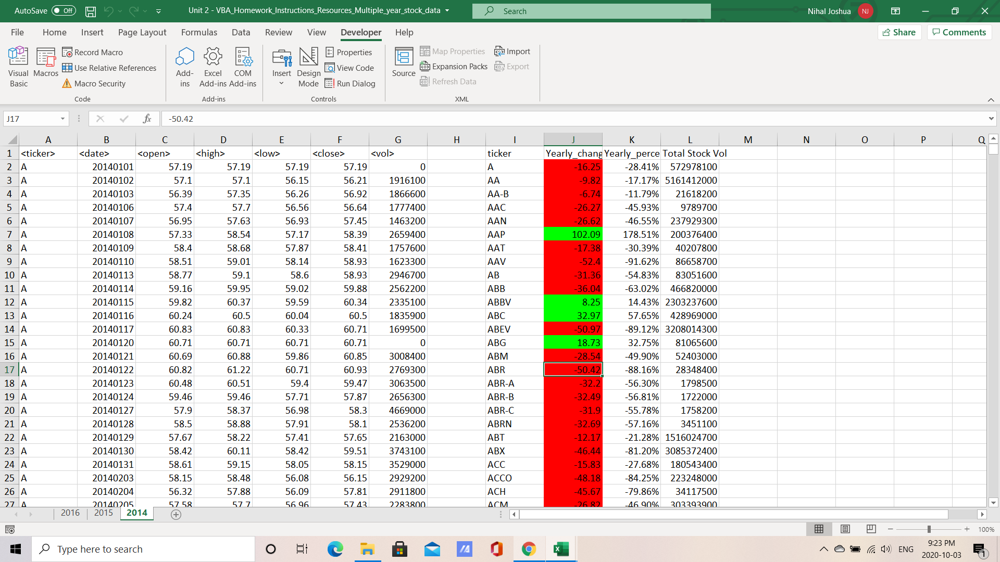 AutoSave Off Unit 2 - VBA_Homework_Instructions_Resources_Multiple_year_stock_data Search Nihal Joshua NJ
File Home Insert Page Layout Formulas Data Review View Developer Help Share Comments
Visual Basic Macros Record Macro Use Relative References Macro Security Add-ins Excel Add-ins COM Add-ins Insert Design Mode Properties View Code Run Dialog Source Map Properties Expansion Packs Refresh Data Import Export
Code Add-ins Controls XML
J17 fx -50.42
A B C D E F G H I J K L M N O P Q
1 <ticker> <date> <open> <high> <low> <close> <vol> ticker Yearly_chang Yearly_perce Total Stock Vol
2 A 20140101 57.19 57.19 57.19 57.19 0 A -16.25 -28.41% 572978100
3 A 20140102 57.1 57.1 56.15 56.21 1916100 AA -9.82 -17.17% 5161412000
4 A 20140103 56.39 57.35 56.26 56.92 1866600 AA-B -6.74 -11.79% 21618200
5 A 20140106 57.4 57.7 56.56 56.64 1777400 AAC -26.27 -45.93% 9789700
6 A 20140107 56.95 57.63 56.93 57.45 1463200 AAN -26.62 -46.55% 237929300
7 A 20140108 57.33 58.54 57.17 58.39 2659400 AAP 102.09 178.51% 200376400
8 A 20140109 58.4 58.68 57.87 58.41 1757600 AAT -17.38 -30.39% 40207800
9 A 20140110 58.51 59.01 58.14 58.93 1623300 AAV -52.4 -91.62% 86658700
10 A 20140113 58.77 59.1 58.6 58.93 2946700 AB -31.36 -54.83% 83051600
11 A 20140114 59.16 59.95 59.02 59.88 2562200 ABB -36.04 -63.02% 466820000
12 A 20140115 59.82 60.37 59.59 60.34 2335100 ABBV 8.25 14.43% 2303237600
13 A 20140116 60.24 60.5 60.04 60.5 1835900 ABC 32.97 57.65% 428969000
14 A 20140117 60.83 60.83 60.33 60.71 1699500 ABEV -50.97 -89.12% 3208014300
15 A 20140120 60.71 60.71 60.71 60.71 0 ABG 18.73 32.75% 81065600
16 A 20140121 60.69 60.88 59.86 60.85 3008400 ABM -28.54 -49.90% 52403000
17 A 20140122 60.82 61.22 60.71 60.93 2769300 ABR -50.42 -88.16% 28348400
18 A 20140123 60.48 60.51 59.4 59.47 3063500 ABR-A -32.2 -56.30% 1798500
19 A 20140124 59.46 59.46 57.71 57.87 2656300 ABR-B -32.49 -56.81% 1722000
20 A 20140127 57.9 58.37 56.98 58.3 4669000 ABR-C -31.9 -55.78% 1758200
21 A 20140128 58.5 58.88 57.91 58.1 2536200 ABRN -32.69 -57.16% 3451100
22 A 20140129 57.67 58.22 57.41 57.65 2163000 ABT -12.17 -21.28% 1516024700
23 A 20140130 58.42 60.11 58.42 59.51 3743100 ABX -46.44 -81.20% 3085372400
24 A 20140131 58.61 59.15 58.05 58.15 3529000 ACC -15.83 -27.68% 180543400
25 A 20140203 58.15 58.48 56.08 56.15 2929200 ACCO -48.18 -84.25% 223248000
26 A 20140204 56.32 57.88 56.09 57.81 2911800 ACH -45.67 -79.86% 34117500
27 A 20140205 57.58 57.7 56.96 57.43 2283800 ACM -26.82 -46.90% 303393900
2016 2015 2014
100%
Type here to search ENG 9:23 PM
2020-10-03 1